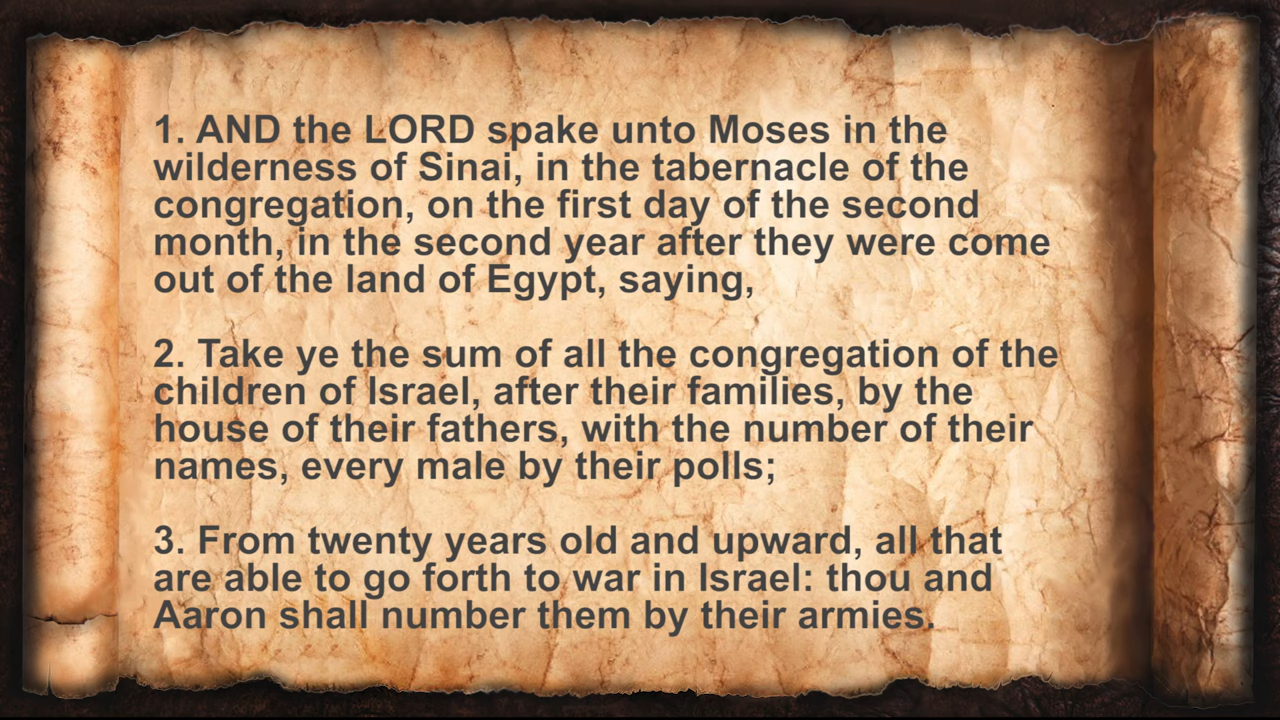 1. AND the LORD spake unto Moses in the
wilderness of Sinai, in the tabernacle of the
congregation, on the first day of the second
month, in the second year after they were come
out of the land of Egypt, saying,
2. Take ye the sum of all the congregation of the
children of Israel, after their families, by the
house of their fathers, with the number of their
names, every male by their polls;
3. From twenty years old and upward, all that
are able to go forth to war in Israel: thou and
Aaron shall number them by their armies.